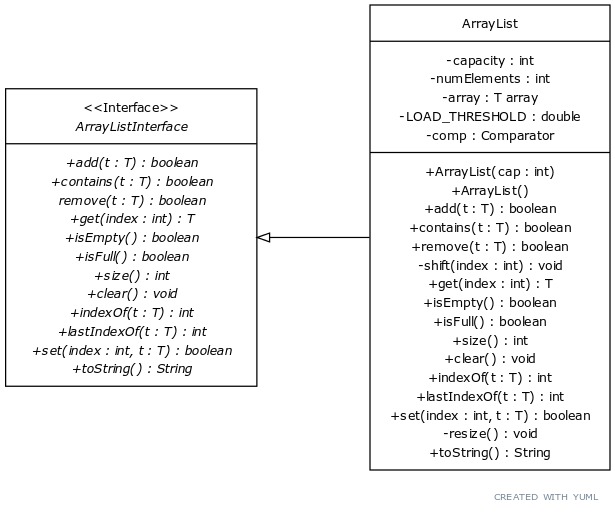 <<Interface>>
ArrayListInterface
+add(t : T) : boolean
+contains(t : T) : boolean
remove(t : T) : boolean
+get(index : int) : T
+isEmpty() : boolean
+isFull() : boolean
+size() : int
+clear() : void
+indexOf(t : T) : int
+lastIndexOf(t : T) : int
+set(index : int, t : T) : boolean
+toString() : String
ArrayList
-capacity : int
-numElements : int
-array : T array
-LOAD_THRESHOLD : double
-comp : Comparator
+ArrayList(cap : int)
+ArrayList()
+add(t : T) : boolean
+contains(t : T) : boolean
+remove(t : T) : boolean
-shift(index : int) : void
+get(index : int) : T
+isEmpty() : boolean
+isFull() : boolean
+size() : int
+clear() : void
+indexOf(t : T) : int
+lastIndexOf(t : T) : int
+set(index : int, t : T) : boolean
-resize() : void
+toString() : String
CREATED WITH YUML